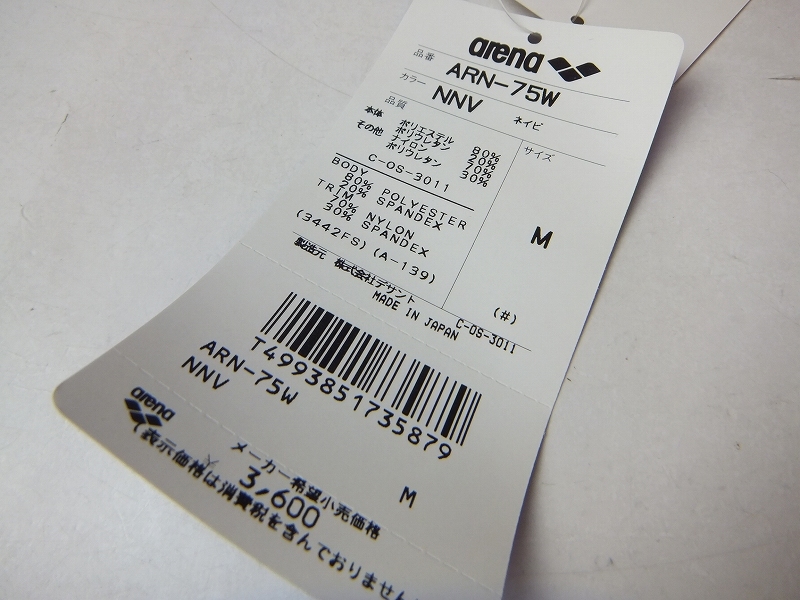 arena
品番 ARN-75W
カラー NNV ネイビ
品質 サイズ
本体 ポリエステル 80%
ポリウレタン 20%
その他 ナイロン 70%
ポリウレタン 30%
C-OS-3011
BODY
80% POLYESTER
20% SPANDEX
TRIM
70% NYLON
30% SPANDEX
(3442FS)(A-139)
M
(#)
製造元 株式会社デサント
MADE IN JAPAN C-OS-3011
T4993851735879
ARN-75W
NNV
M
arena
メーカー希望小売価格
3,600
(表示価格は消費税を含んでおりません